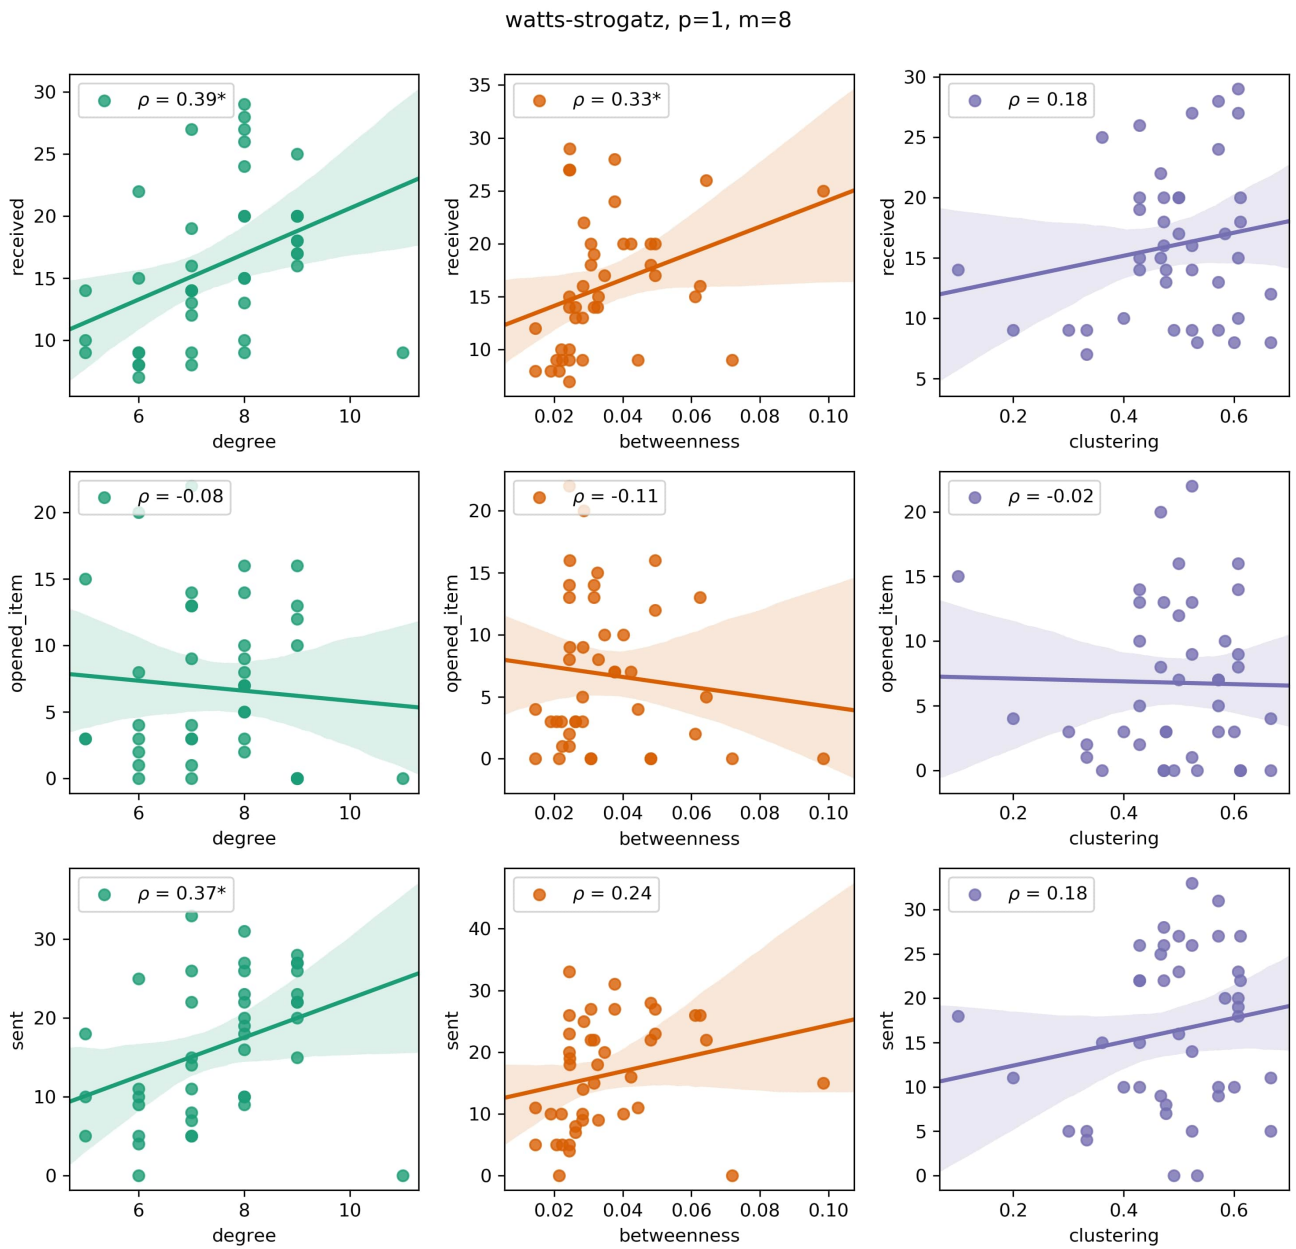 watts-strogatz, p=1, m=8
ρ = 0.39*
30
25
20
15
10
received
6 8 10
degree
ρ = 0.33*
35
30
25
20
15
10
received
0.02 0.04 0.06 0.08 0.10
betweenness
ρ = 0.18
30
25
20
15
10
5
received
0.2 0.4 0.6
clustering
ρ = -0.08
20
15
10
5
0
opened_item
6 8 10
degree
ρ = -0.11
20
15
10
5
0
opened_item
0.02 0.04 0.06 0.08 0.10
betweenness
ρ = -0.02
20
15
10
5
0
opened_item
0.2 0.4 0.6
clustering
ρ = 0.37*
30
20
10
0
sent
6 8 10
degree
ρ = 0.24
40
30
20
10
0
sent
0.02 0.04 0.06 0.08 0.10
betweenness
ρ = 0.18
30
25
20
15
10
5
0
sent
0.2 0.4 0.6
clustering